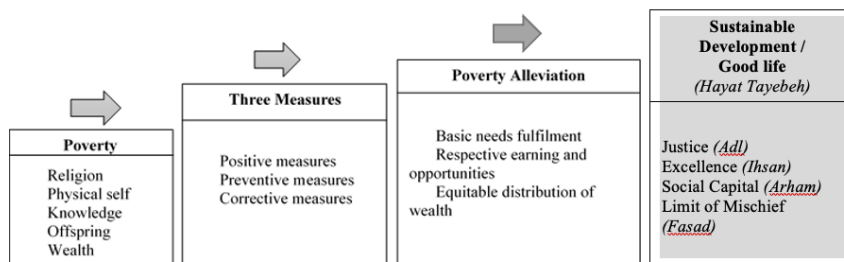 Poverty
Religion
Physical self
Knowledge
Offspring
Wealth
Three Measures
Positive measures
Preventive measures
Corrective measures
Poverty Alleviation
Basic needs fulfilment
Respective earning and
opportunities
Equitable distribution of
wealth
Sustainable
Development /
Good life
(Hayat Tayebeh)
Justice (Adl)
Excellence (Ihsan)
Social Capital (Arham)
Limit of Mischief
(Fasad)